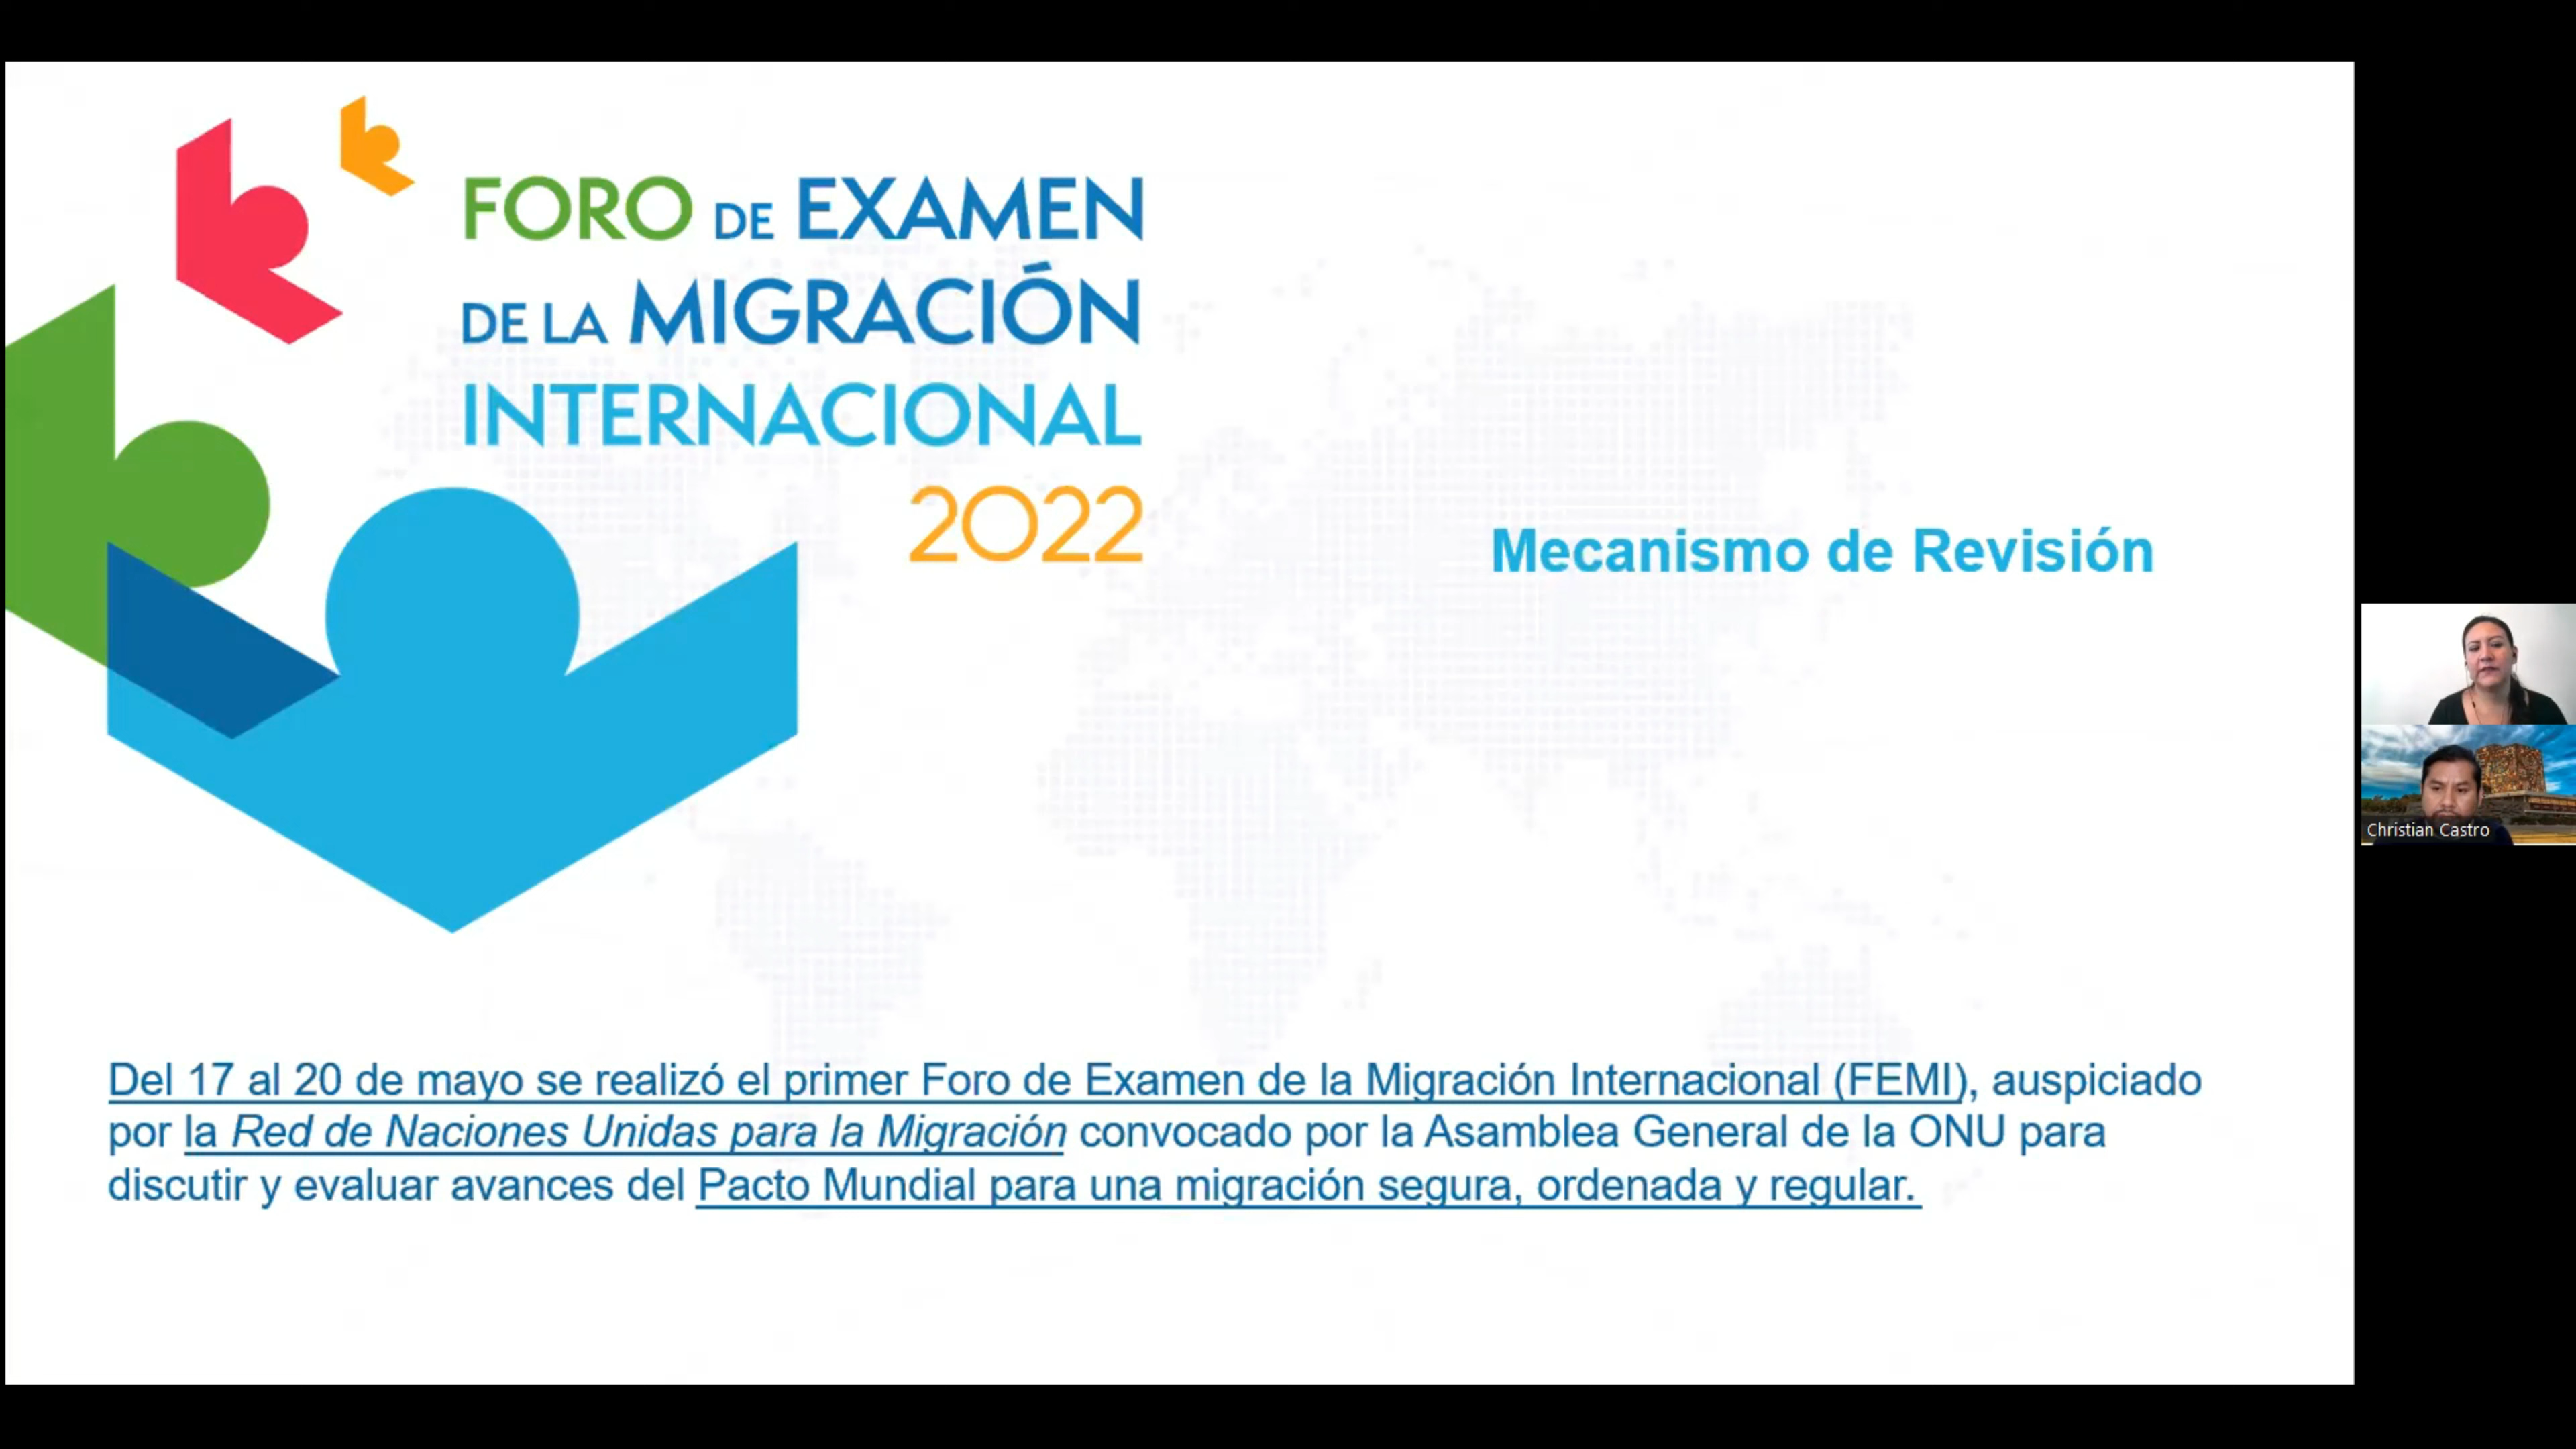 FORO DE EXAMEN
DE LA MIGRACIÓN
INTERNACIONAL
2022
Mecanismo de Revisión
Christian Castro
Del 17 al 20 de mayo se realizó el primer Foro de Examen de la Migración Internacional (FEMI), auspiciado
por la Red de Naciones Unidas para la Migración convocado por la Asamblea General de la ONU para
discutir y evaluar avances del Pacto Mundial para una migración segura, ordenada y regular.